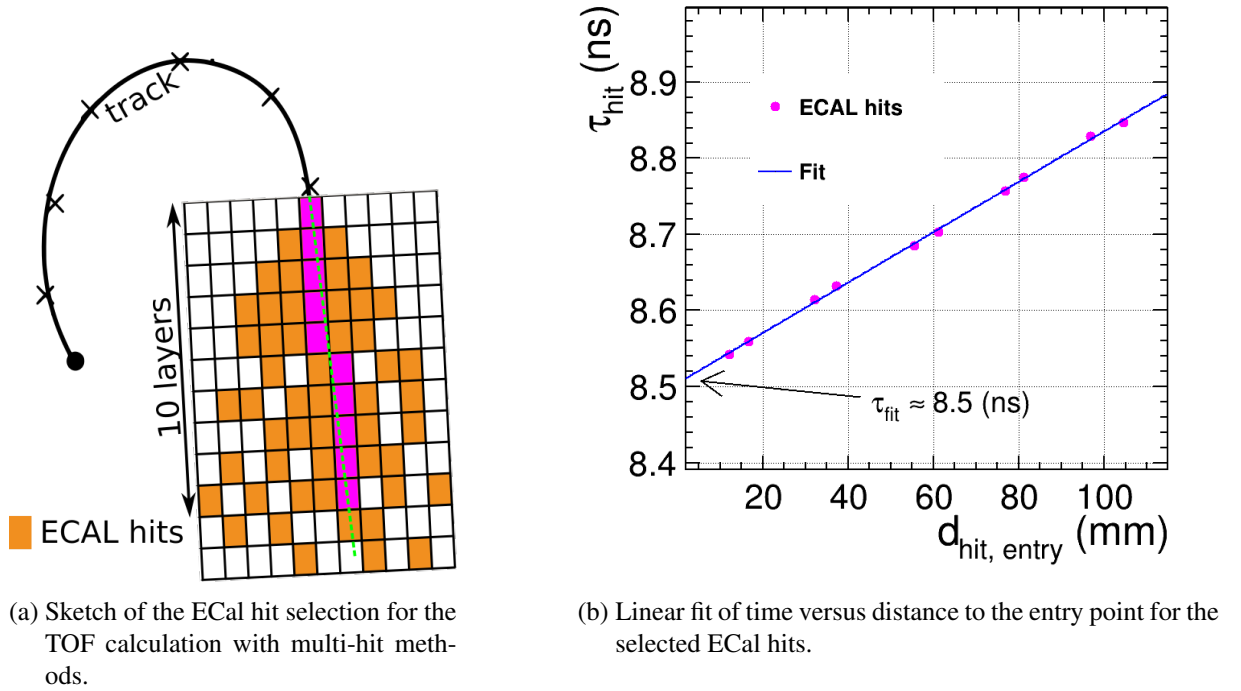 track
10 layers
ECAL hits
(a) Sketch of the ECal hit selection for the
TOF calculation with multi-hit meth-
ods.
τhit (ns)
8.9
8.8
8.7
8.6
8.5
8.4
ECAL hits
Fit
τfit ≈ 8.5 (ns)
20 40 60 80 100
dhit, entry (mm)
(b) Linear fit of time versus distance to the entry point for the
selected ECal hits.